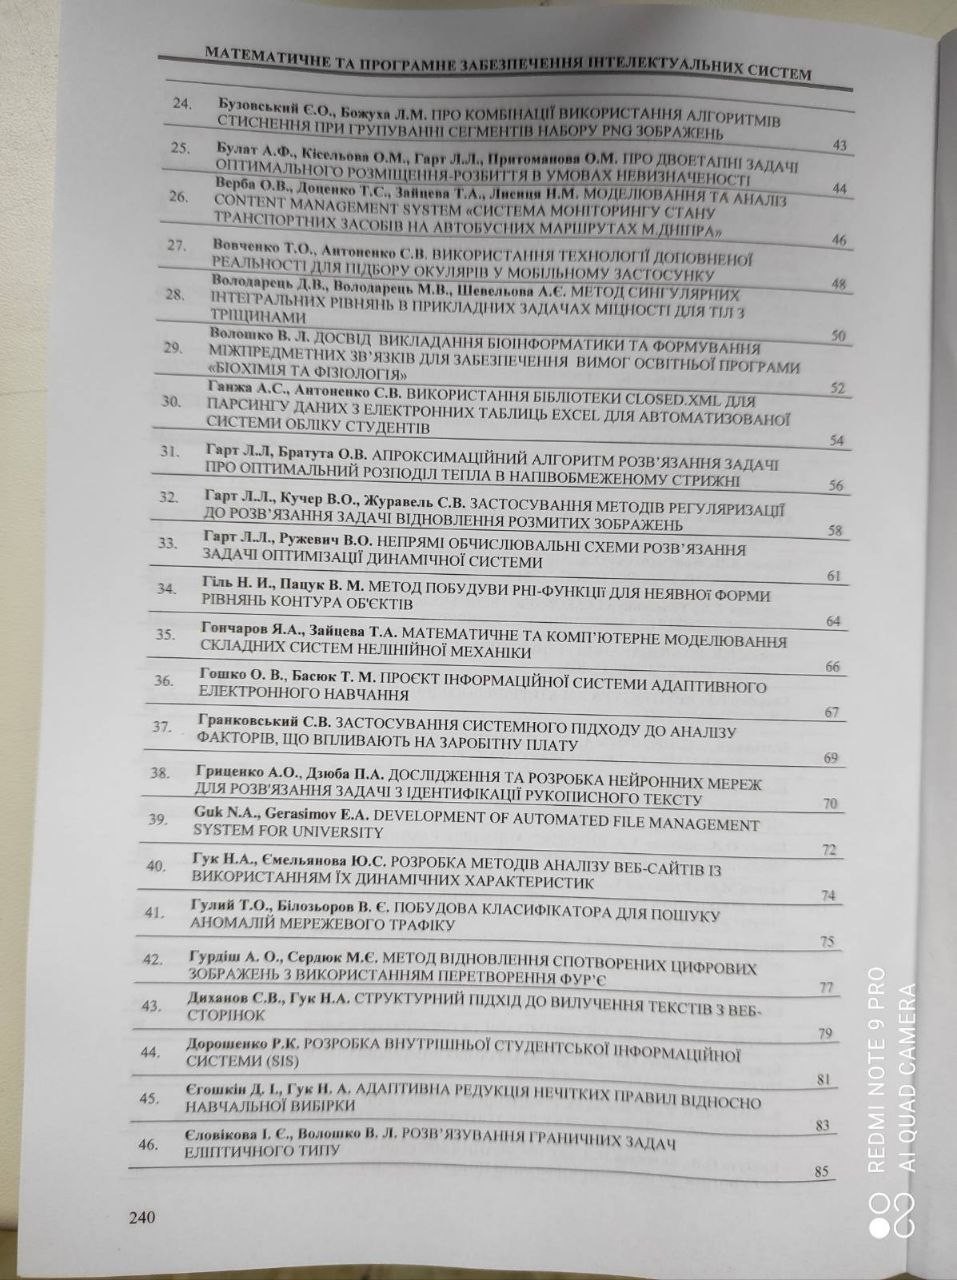 МАТЕМАТИЧНЕ ТА ПРОГРАМНЕ ЗАБЕЗПЕЧЕННЯ ІНТЕЛЕКТУАЛЬНИХ СИСТЕМ
24. Бузовський Є.О., Божуха Л.М. ПРО КОМБІНАЦІЇ ВИКОРИСТАННЯ АЛГОРИТМІВ
СТИСНЕННЯ ПРИ ГРУПУВАННІ СЕГМЕНТІВ НАБОРУ PNG ЗОБРАЖЕНЬ 43
25. Булат А.Ф., Кісельова О.М., Гарт Л.Л., Притоманова О.М. ПРО ДВОЕТАПНІ ЗАДАЧІ
ОПТИМАЛЬНОГО РОЗМІЩЕННЯ-РОЗБИТТЯ В УМОВАХ НЕВИЗНАЧЕНОСТІ 44
26. Верба О.В., Доценко Т.С., Зайцева Т.А., Лисиця Н.М. МОДЕЛЮВАННЯ ТА АНАЛІЗ
CONTENT MANAGEMENT SYSTEM «СИСТЕМА МОНІТОРИНГУ СТАНУ
ТРАНСПОРТНИХ ЗАСОБІВ НА АВТОБУСНИХ МАРШРУТАХ М.ДНІПРА» 46
27. Вовченко Т.О., Антоненко С.В. ВИКОРИСТАННЯ ТЕХНОЛОГІЇ ДОПОВНЕНОЇ
РЕАЛЬНОСТІ ДЛЯ ПІДБОРУ ОКУЛЯРІВ У МОБІЛЬНОМУ ЗАСТОСУНКУ 48
28. Володарець Д.В., Володарець М.В., Шевельова А.Є. МЕТОД СИНГУЛЯРНИХ
ІНТЕГРАЛЬНИХ РІВНЯНЬ В ПРИКЛАДНИХ ЗАДАЧАХ МІЦНОСТІ ДЛЯ ТІЛ З
ТРІЩИНАМИ 50
29. Волошко В. Л. ДОСВІД ВИКЛАДАННЯ БІОІНФОРМАТИКИ ТА ФОРМУВАННЯ
МІЖПРЕДМЕТНИХ ЗВ’ЯЗКІВ ДЛЯ ЗАБЕЗПЕЧЕННЯ ВИМОГ ОСВІТНЬОЇ ПРОГРАМИ
«БІОХІМІЯ ТА ФІЗІОЛОГІЯ» 52
30. Ганжа А.С., Антоненко С.В. ВИКОРИСТАННЯ БІБЛІОТЕКИ CLOSED.XML ДЛЯ
ПАРСИНГУ ДАНИХ З ЕЛЕКТРОННИХ ТАБЛИЦЬ EXCEL ДЛЯ АВТОМАТИЗОВАНОЇ
СИСТЕМИ ОБЛІКУ СТУДЕНТІВ 54
31. Гарт Л.Л, Братута О.В. АПРОКСИМАЦІЙНИЙ АЛГОРИТМ РОЗВ’ЯЗАННЯ ЗАДАЧІ
ПРО ОПТИМАЛЬНИЙ РОЗПОДІЛ ТЕПЛА В НАПІВОБМЕЖЕНОМУ СТРИЖНІ 56
32. Гарт Л.Л., Кучер В.О., Журавель С.В. ЗАСТОСУВАННЯ МЕТОДІВ РЕГУЛЯРИЗАЦІЇ
ДО РОЗВ’ЯЗАННЯ ЗАДАЧІ ВІДНОВЛЕННЯ РОЗМИТИХ ЗОБРАЖЕНЬ 58
33. Гарт Л.Л., Ружевич В.О. НЕПРЯМІ ОБЧИСЛЮВАЛЬНІ СХЕМИ РОЗВ’ЯЗАННЯ
ЗАДАЧІ ОПТИМІЗАЦІЇ ДИНАМІЧНОЇ СИСТЕМИ 61
34. Гіль Н. И., Пацук В. М. МЕТОД ПОБУДУВИ РНІ-ФУНКЦІЇ ДЛЯ НЕЯВНОЇ ФОРМИ
РІВНЯНЬ КОНТУРА ОБ'ЄКТІВ 64
35. Гончаров Я.А., Зайцева Т.А. МАТЕМАТИЧНЕ ТА КОМП’ЮТЕРНЕ МОДЕЛЮВАННЯ
СКЛАДНИХ СИСТЕМ НЕЛІНІЙНОЇ МЕХАНІКИ 66
36. Гошко О. В., Басюк Т. М. ПРОЄКТ ІНФОРМАЦІЙНОЇ СИСТЕМИ АДАПТИВНОГО
ЕЛЕКТРОННОГО НАВЧАННЯ 67
37. Гранковський С.В. ЗАСТОСУВАННЯ СИСТЕМНОГО ПІДХОДУ ДО АНАЛІЗУ
ФАКТОРІВ, ЩО ВПЛИВАЮТЬ НА ЗАРОБІТНУ ПЛАТУ 69
38. Гриценко А.О., Дзюба П.А. ДОСЛІДЖЕННЯ ТА РОЗРОБКА НЕЙРОННИХ МЕРЕЖ
ДЛЯ РОЗВ'ЯЗАННЯ ЗАДАЧІ З ІДЕНТИФІКАЦІЇ РУКОПИСНОГО ТЕКСТУ 70
39. Guk N.A., Gerasimov E.A. DEVELOPMENT OF AUTOMATED FILE MANAGEMENT
SYSTEM FOR UNIVERSITY 72
40. Гук Н.А., Ємельянова Ю.С. РОЗРОБКА МЕТОДІВ АНАЛІЗУ ВЕБ-САЙТІВ ІЗ
ВИКОРИСТАННЯМ ЇХ ДИНАМІЧНИХ ХАРАКТЕРИСТИК 74
41. Гулий Т.О., Білозьоров В. Є. ПОБУДОВА КЛАСИФІКАТОРА ДЛЯ ПОШУКУ
АНОМАЛІЙ МЕРЕЖЕВОГО ТРАФІКУ 75
42. Гурдіш А. О., Сердюк М.Є. МЕТОД ВІДНОВЛЕННЯ СПОТВОРЕНИХ ЦИФРОВИХ
ЗОБРАЖЕНЬ З ВИКОРИСТАННЯМ ПЕРЕТВОРЕННЯ ФУР’Є 77
43. Диханов С.В., Гук Н.А. СТРУКТУРНИЙ ПІДХІД ДО ВИЛУЧЕННЯ ТЕКСТІВ З ВЕБ-
СТОРІНОК 79
44. Дорошенко Р.К. РОЗРОБКА ВНУТРІШНЬОЇ СТУДЕНТСЬКОЇ ІНФОРМАЦІЙНОЇ
СИСТЕМИ (SIS) 81
45. Єгошкін Д. І., Гук Н. А. АДАПТИВНА РЕДУКЦІЯ НЕЧІТКИХ ПРАВИЛ ВІДНОСНО
НАВЧАЛЬНОЇ ВИБІРКИ 83
46. Єловікова І. Є., Волошко В. Л. РОЗВ'ЯЗУВАННЯ ГРАНИЧНИХ ЗАДАЧ
ЕЛІПТИЧНОГО ТИПУ 85
240
REDMI NOTE 9 PRO
AI QUAD CAMERA